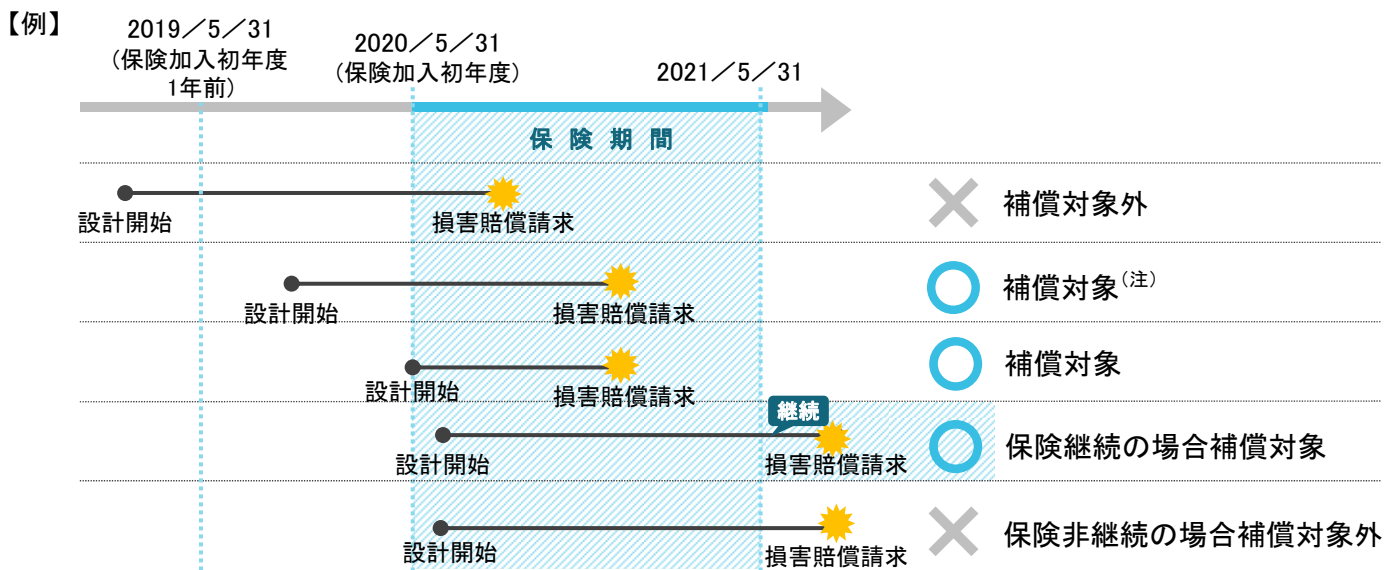 【例】
2019／5／31
（保険加入初年度
1年前）
2020／5／31
（保険加入初年度）
2021／5／31
保険期間
設計開始
損害賠償請求
補償対象外
設計開始
損害賠償請求
補償対象（注）
設計開始
損害賠償請求
補償対象
継続
設計開始
損害賠償請求
保険継続の場合補償対象
設計開始
損害賠償請求
保険非継続の場合補償対象外